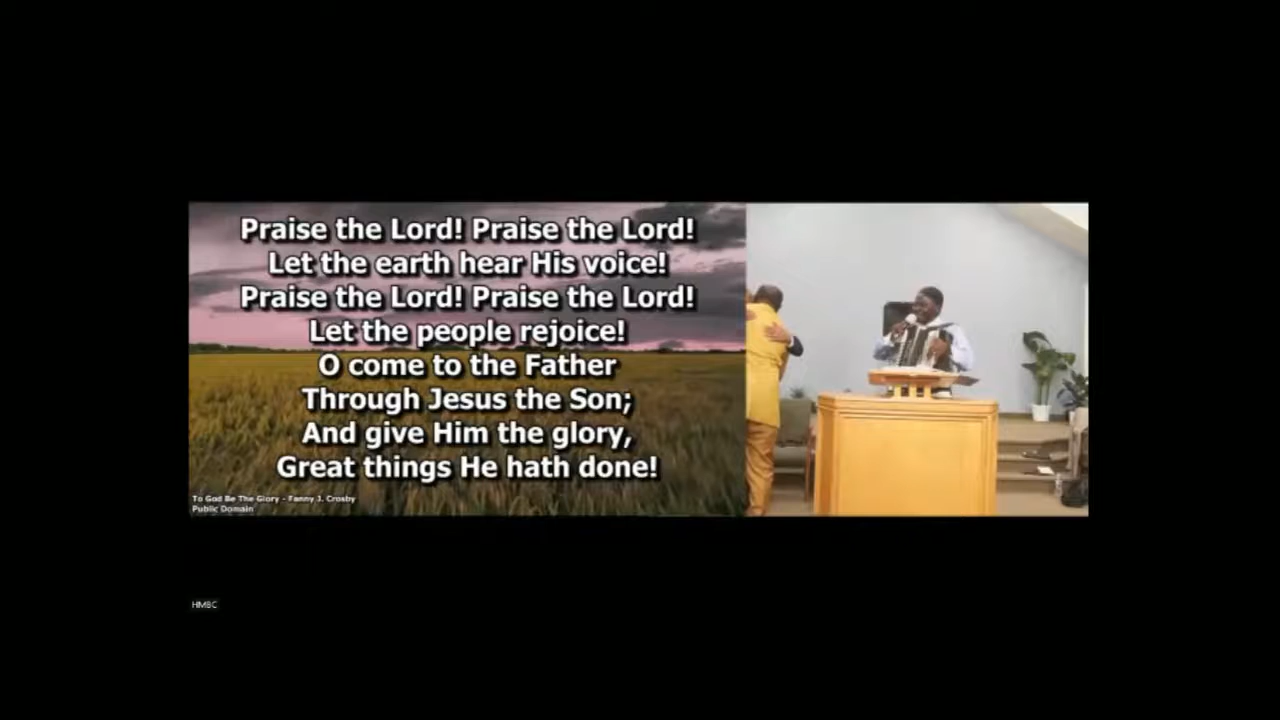 Praise the Lord! Praise the Lord!
Let the earth hear His voice!
Praise the Lord! Praise the Lord!
Let the people rejoice!
O come to the Father
Through Jesus the Son;
And give Him the glory,
Great things He hath done!
To God Be The Glory - Fanny J. Crosby
Public Domain
HMBC